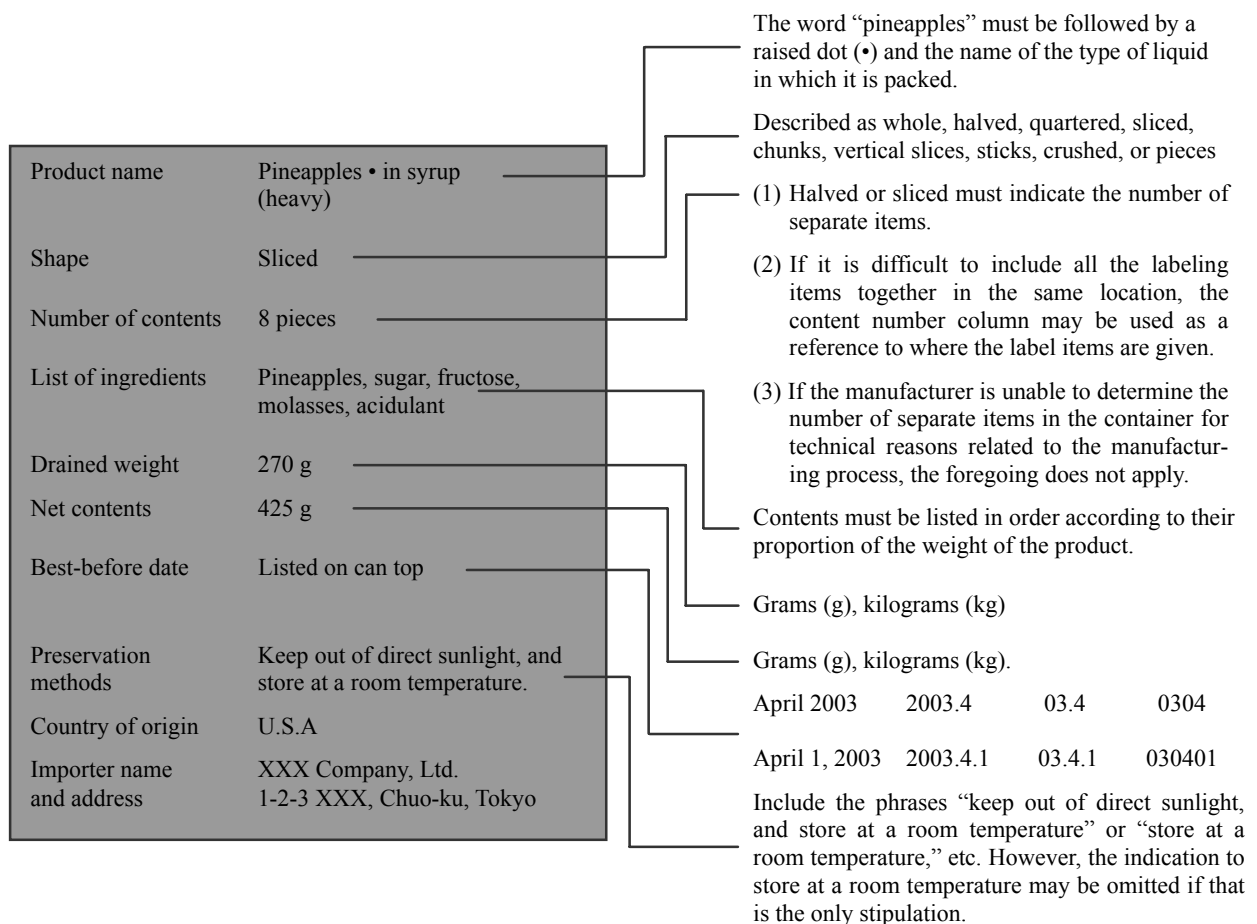 The word “pineapples” must be followed by a
raised dot (•) and the name of the type of liquid
in which it is packed.
Described as whole, halved, quartered, sliced,
chunks, vertical slices, sticks, crushed, or pieces
(1) Halved or sliced must indicate the number of
separate items.
(2) If it is difficult to include all the labeling
items together in the same location, the
content number column may be used as a
reference to where the label items are given.
(3) If the manufacturer is unable to determine the
number of separate items in the container for
technical reasons related to the manufactur-
ing process, the foregoing does not apply.
Contents must be listed in order according to their
proportion of the weight of the product.
Grams (g), kilograms (kg)
Grams (g), kilograms (kg).
April 2003 2003.4 03.4 0304
April 1, 2003 2003.4.1 03.4.1 030401
Include the phrases “keep out of direct sunlight,
and store at a room temperature” or “store at a
room temperature,” etc. However, the indication to
store at a room temperature may be omitted if that
is the only stipulation.
Product name Pineapples • in syrup
(heavy)
Shape Sliced
Number of contents 8 pieces
List of ingredients Pineapples, sugar, fructose,
molasses, acidulant
Drained weight 270 g
Net contents 425 g
Best-before date Listed on can top
Preservation Keep out of direct sunlight, and
methods store at a room temperature.
Country of origin U.S.A
Importer name XXX Company, Ltd.
and address 1-2-3 XXX, Chuo-ku, Tokyo